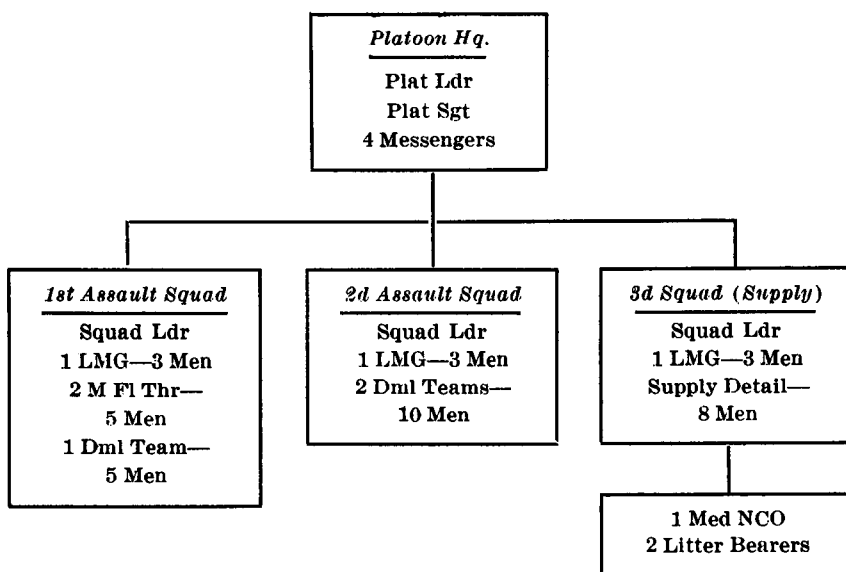 Platoon Hq.
Plat Ldr
Plat Sgt
4 Messengers
1st Assault Squad
Squad Ldr
1 LMG—3 Men
2 M Fl Thr—
5 Men
1 Dml Team—
5 Men
2d Assault Squad
Squad Ldr
1 LMG—3 Men
2 Dml Teams—
10 Men
3d Squad (Supply)
Squad Ldr
1 LMG—3 Men
Supply Detail—
8 Men
1 Med NCO
2 Litter Bearers